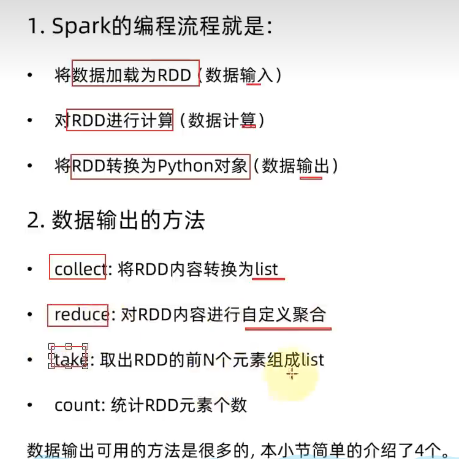 1. Spark的编程流程就是:
• 将数据加载为RDD（数据输入）
• 对RDD进行计算（数据计算）
• 将RDD转换为Python对象（数据输出）
2. 数据输出的方法
• collect: 将RDD内容转换为list
• reduce: 对RDD内容进行自定义聚合
• take: 取出RDD的前N个元素组成list
• count: 统计RDD元素个数
数据输出可用的方法是很多的, 本小节简单的介绍了4个。